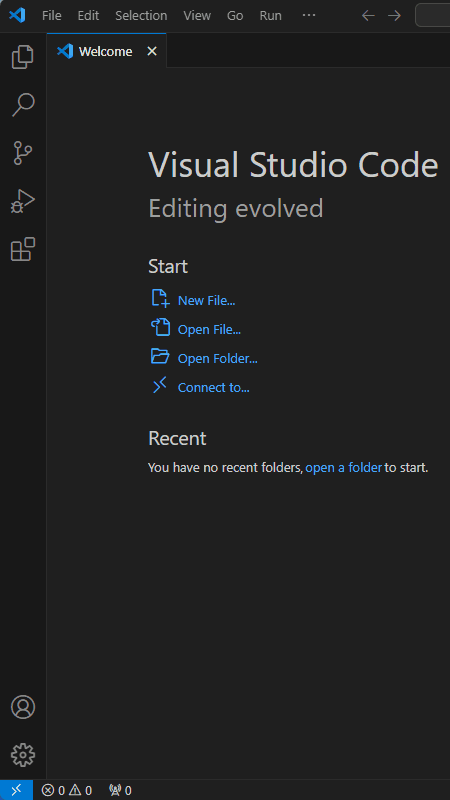 File Edit Selection View Go Run ...
Welcome
Visual Studio Code
Editing evolved
Start
New File...
Open File...
Open Folder...
Connect to...
Recent
You have no recent folders, open a folder to start.
0 0 0